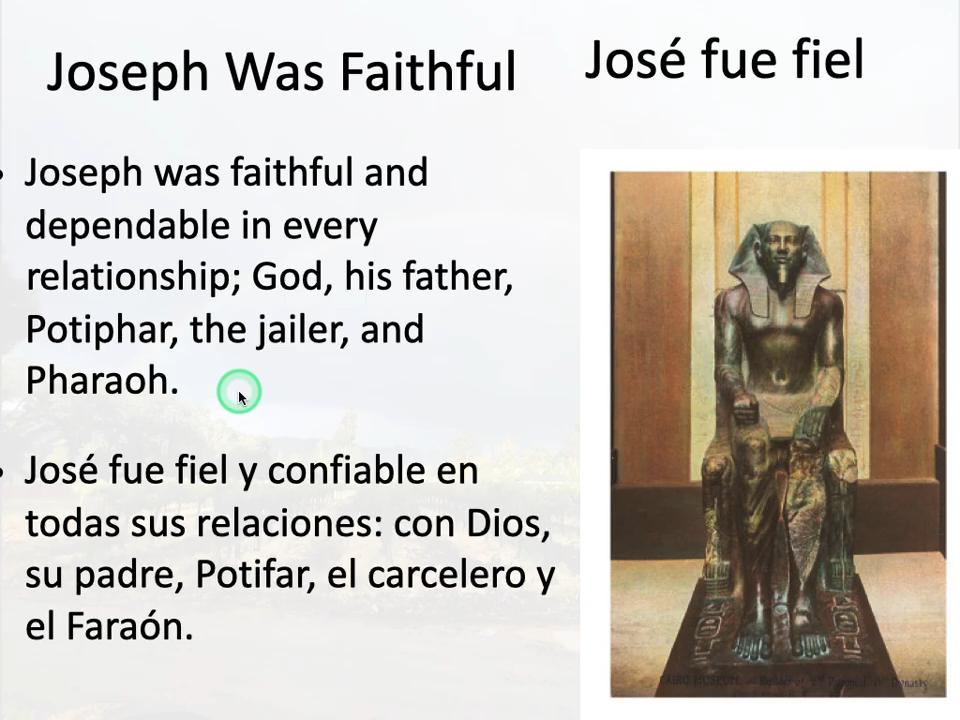 Joseph Was Faithful
José fue fiel
• Joseph was faithful and
dependable in every
relationship; God, his father,
Potiphar, the jailer, and
Pharaoh.
• José fue fiel y confiable en
todas sus relaciones: con Dios,
su padre, Potifar, el carcelero y
el Faraón.
CAIRO MUSEUM
Dynasty